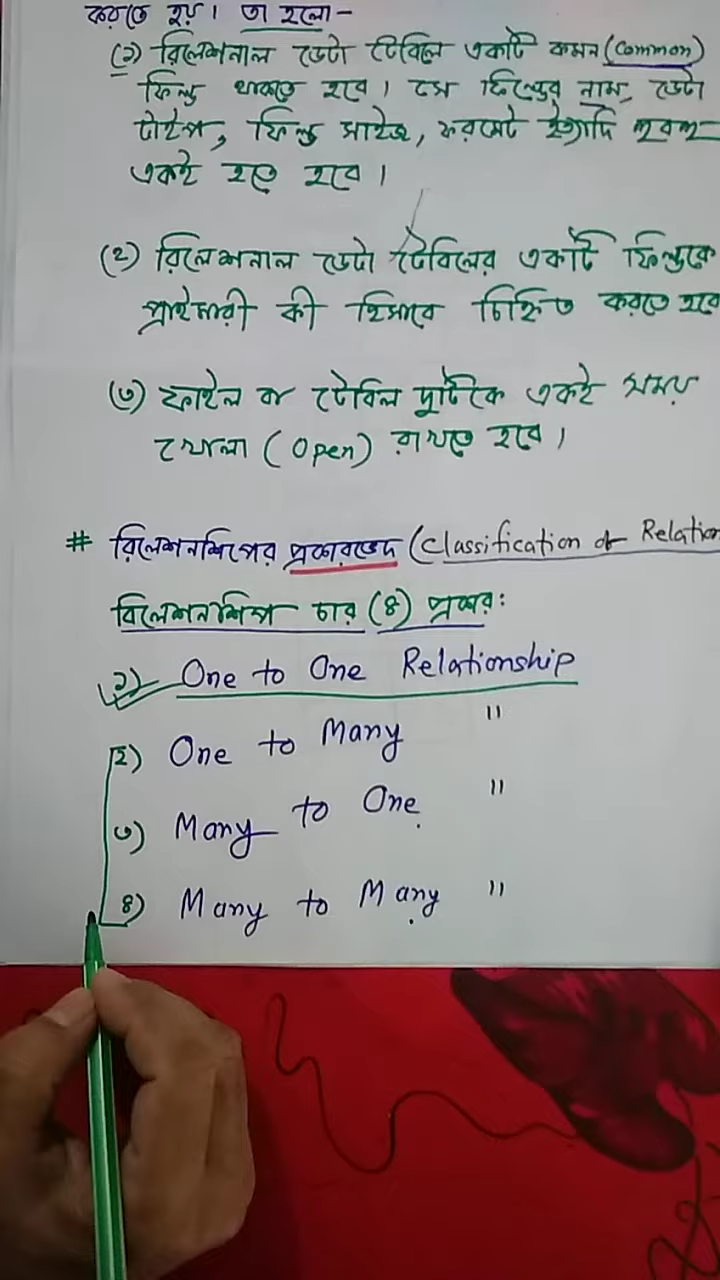 করতে হয়। তা হলো-
(১) রিলেশনাল ডেটা টেবিলে একটি কমন (Common)
ফিল্ড থাকতে হবে। সে ফিল্ডের নাম, ডেটা
টাইপ, ফিল্ড সাইজ, ফরমেট ইত্যাদি হুবহু
একই হতে হবে।
(২) রিলেশনাল ডেটা টেবিলের একটি ফিল্ডকে
প্রাইমারী কী হিসাবে চিহ্নিত করতে হবে
(৩) ফাইল বা টেবিল দুটিকে একই সময়
খোলা (Open) রাখতে হবে।
# রিলেশনশিপের প্রকারভেদ (Classification of Relation
রিলেশনশিপ চার (৪) প্রকার:
১) One to One Relationship
২) One to Many "
৩) Many to One "
৪) Many to Many "